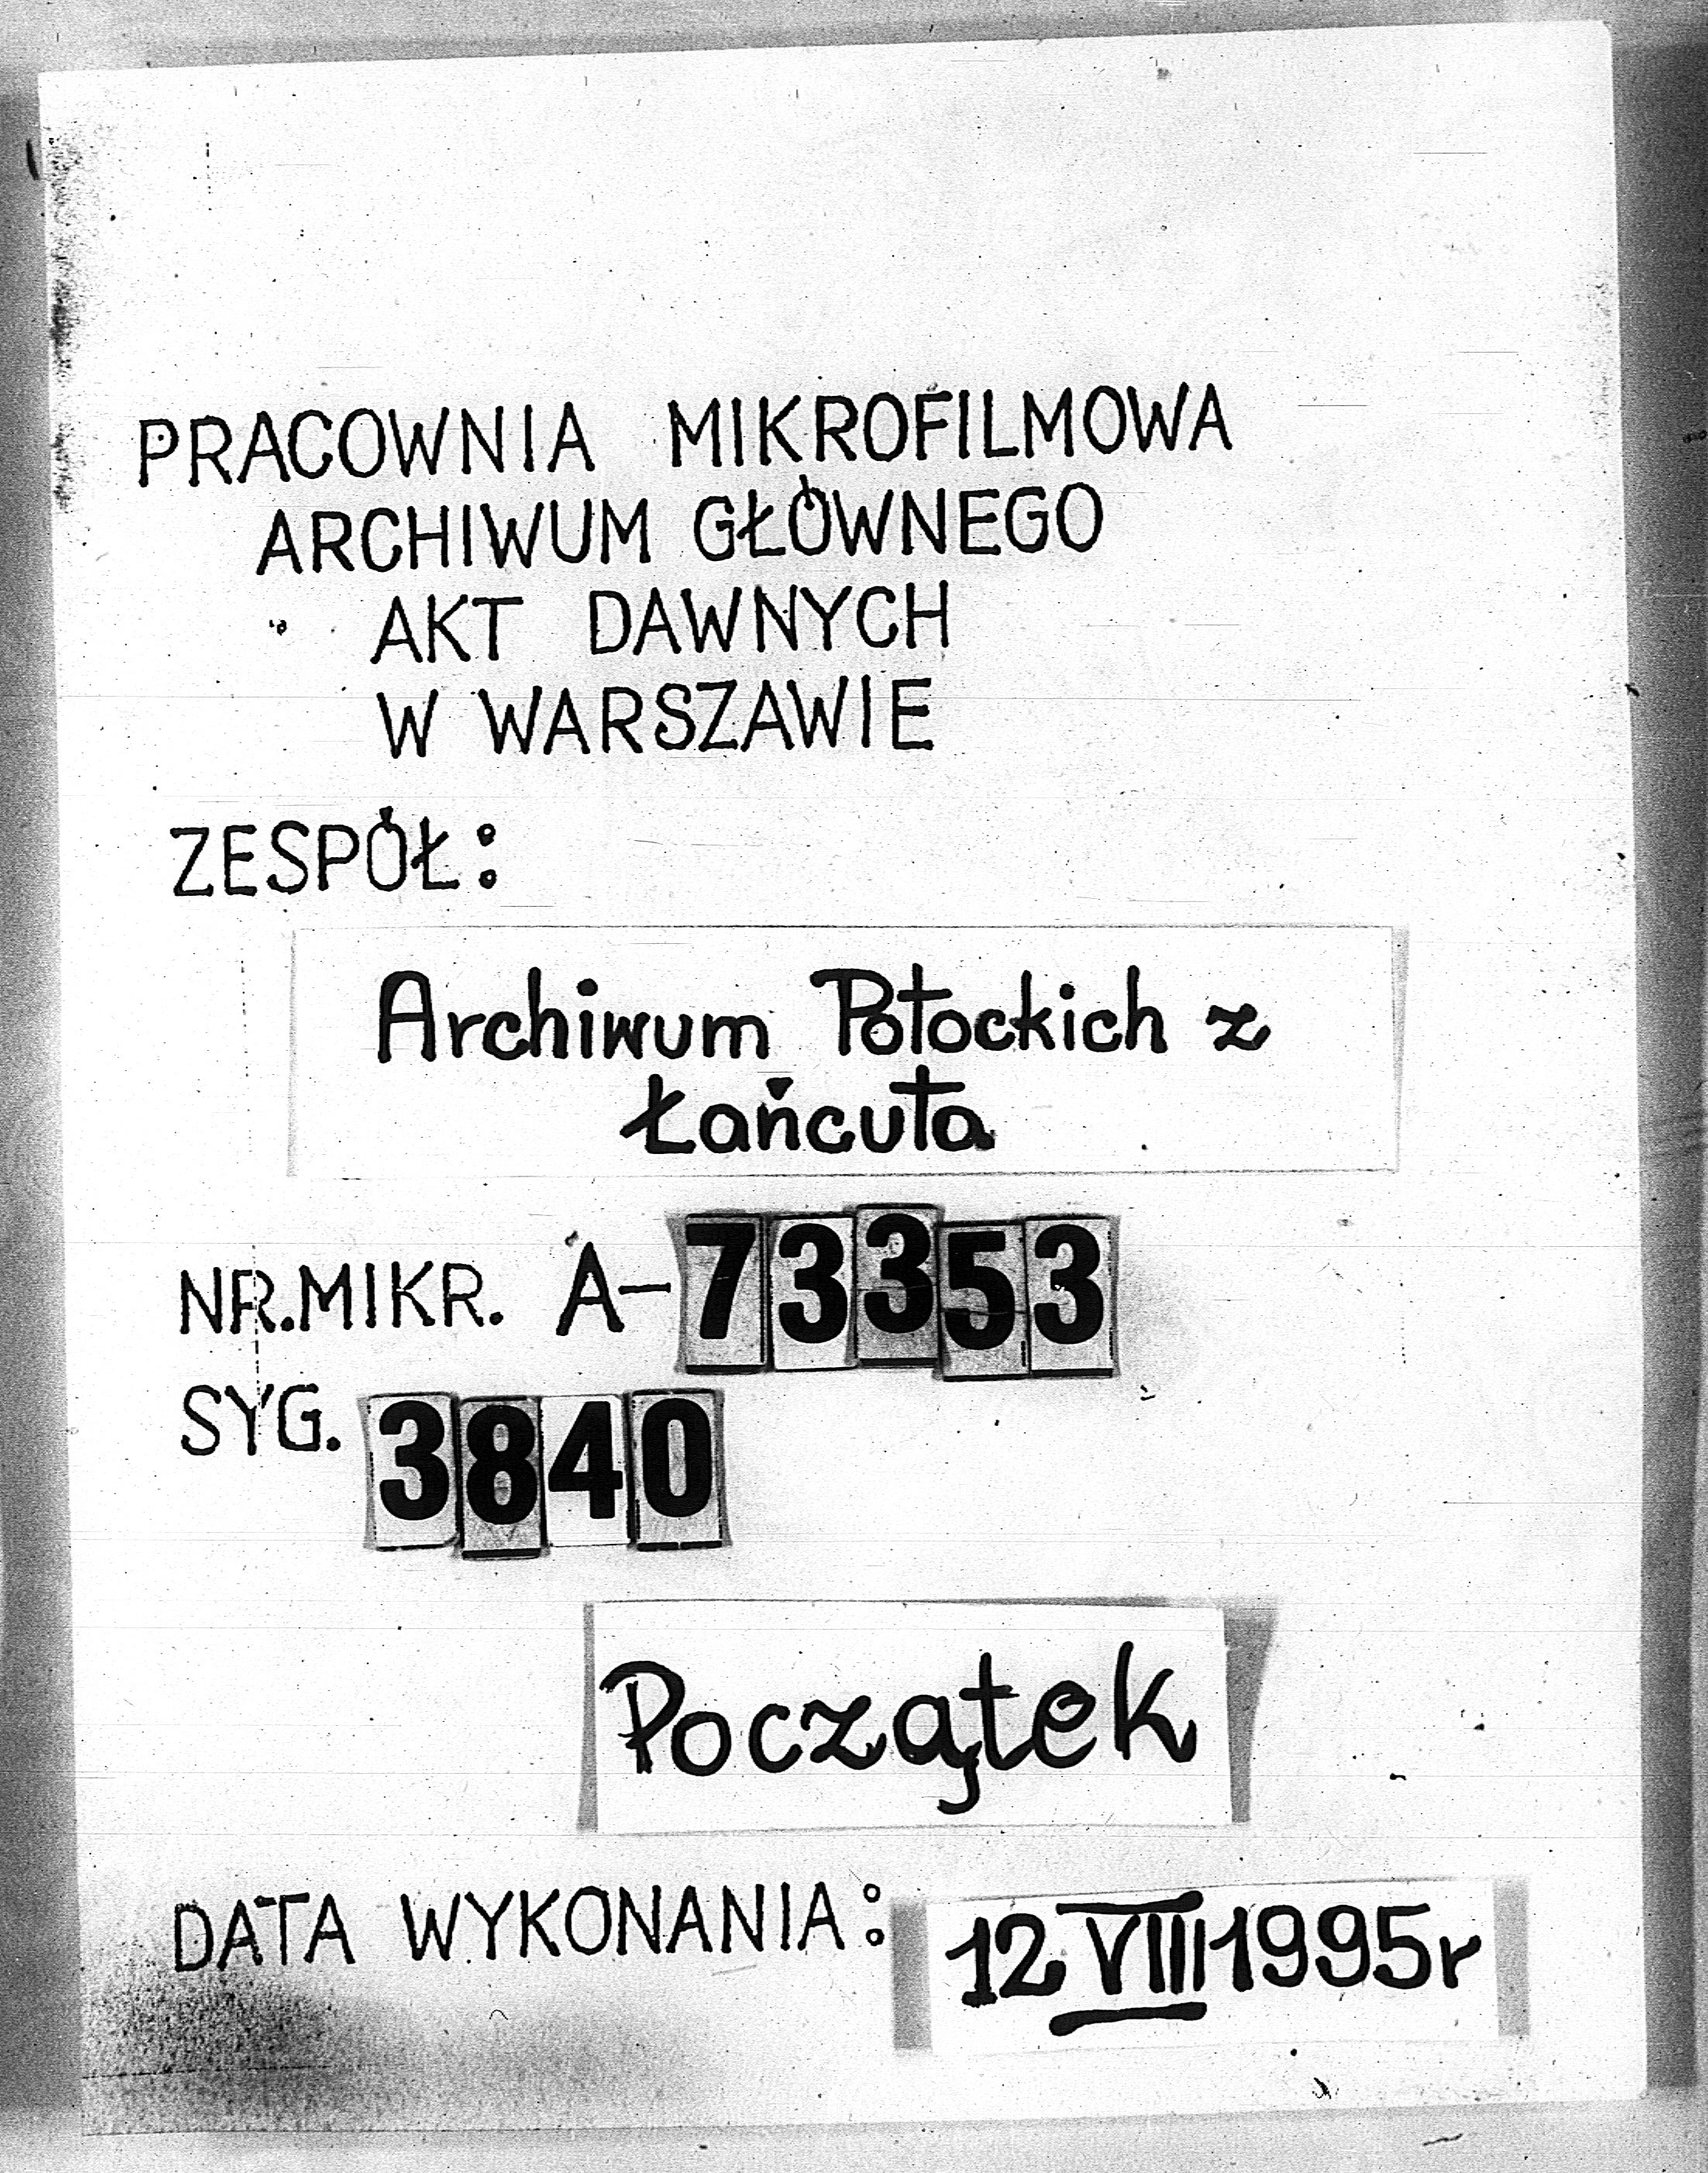 PRACOWNIA MIKROFILMOWA
ARCHIWUM GŁÓWNEGO
AKT DAWNYCH
W WARSZAWIE
ZESPÓŁ:
Archiwum Potockich z
Łańcuta
NR.MIKR. A-73353
SYG. 3840
Początek
DATA WYKONANIA: 12 VIII 1995r